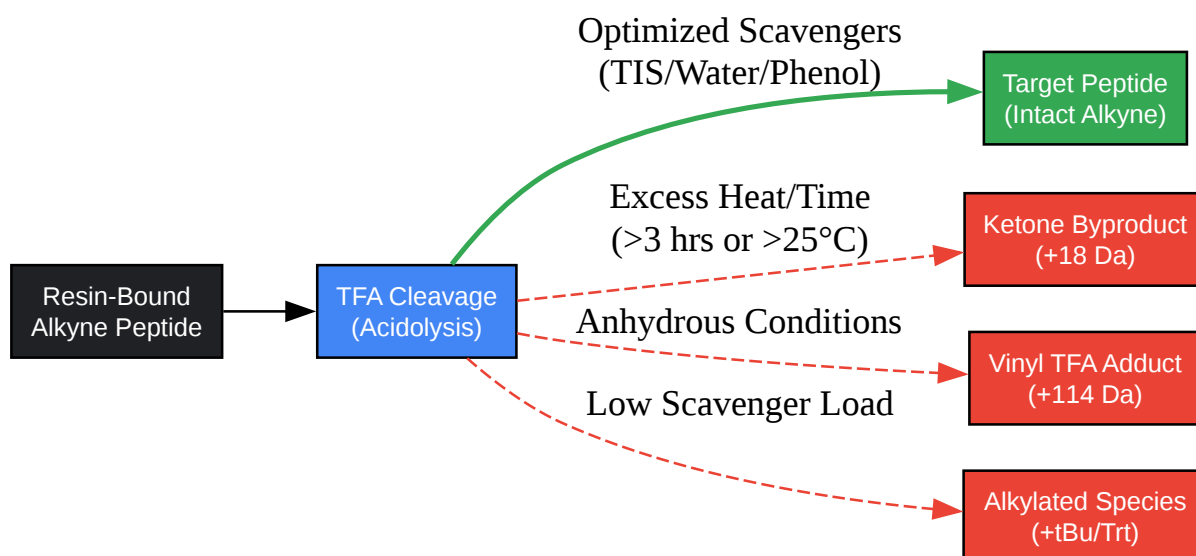 Optimized Scavengers
(TIS/Water/Phenol)
Target Peptide
(Intact Alkyne)
Excess Heat/Time
(>3 hrs or >25°C)
Ketone Byproduct
(+18 Da)
Resin-Bound
Alkyne Peptide
TFA Cleavage
(Acidolysis)
Anhydrous Conditions
Vinyl TFA Adduct
(+114 Da)
Low Scavenger Load
Alkylated Species
(+tBu/Trt)